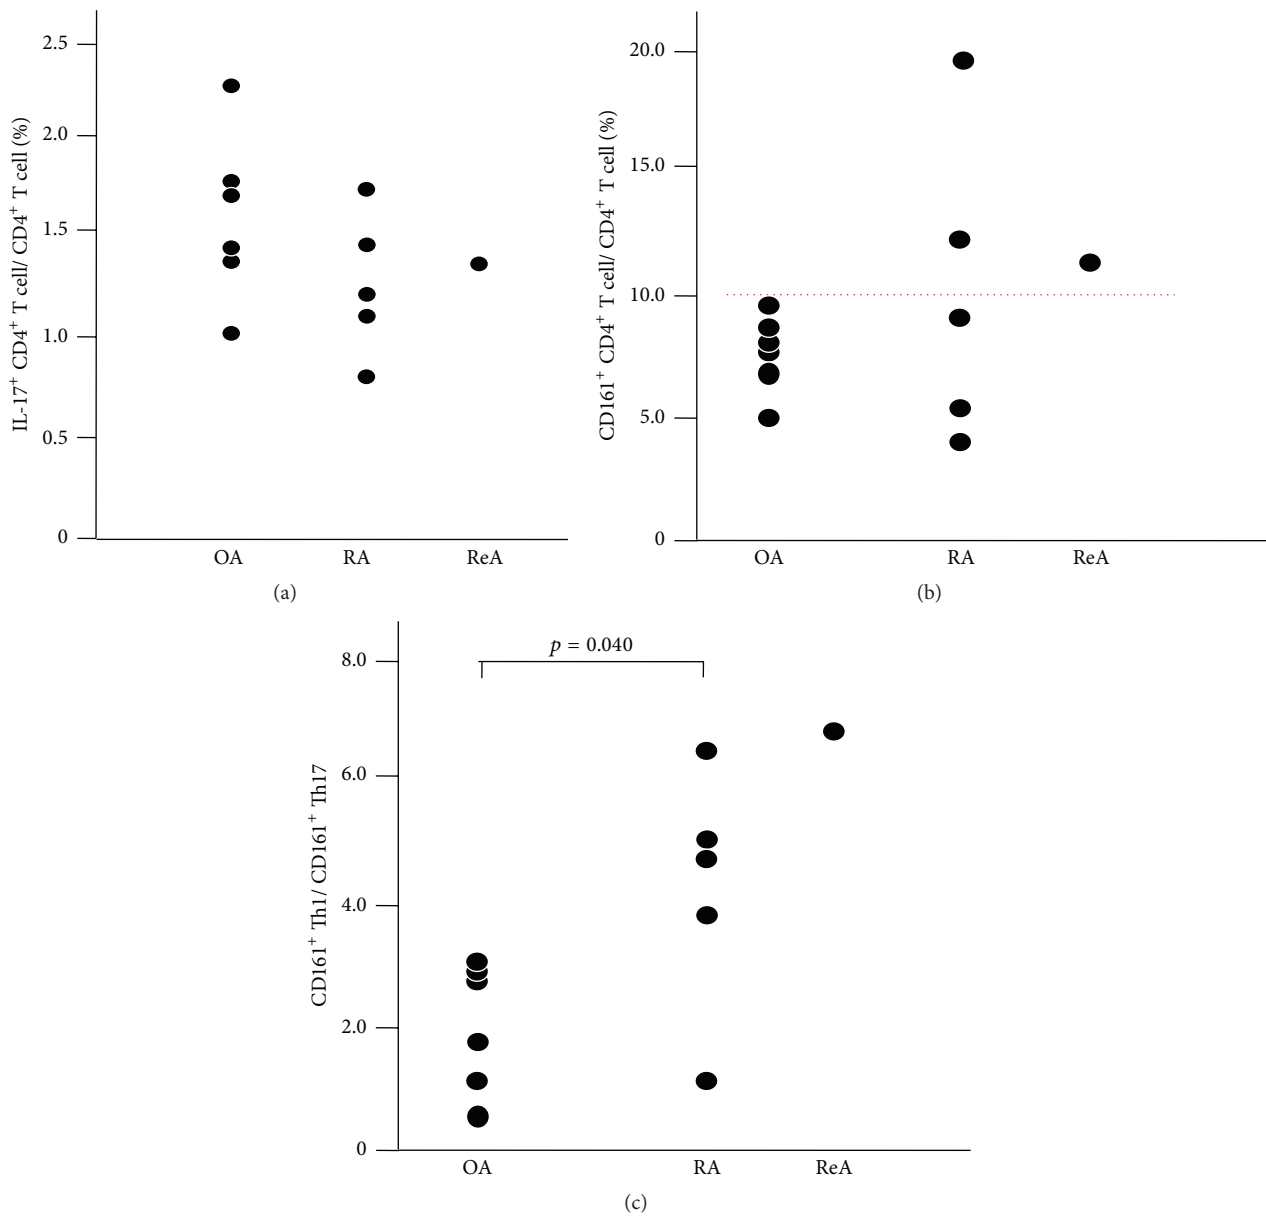 IL-17⁺ CD4⁺ T cell/ CD4⁺ T cell (%)
2.5
2.0
1.5
1.0
0.5
0
OA RA ReA
(a)
CD161⁺ CD4⁺ T cell/ CD4⁺ T cell (%)
20.0
15.0
10.0
5.0
0
OA RA ReA
(b)
CD161⁺ Th1/ CD161⁺ Th17
p = 0.040
8.0
6.0
4.0
2.0
0
OA RA ReA
(c)